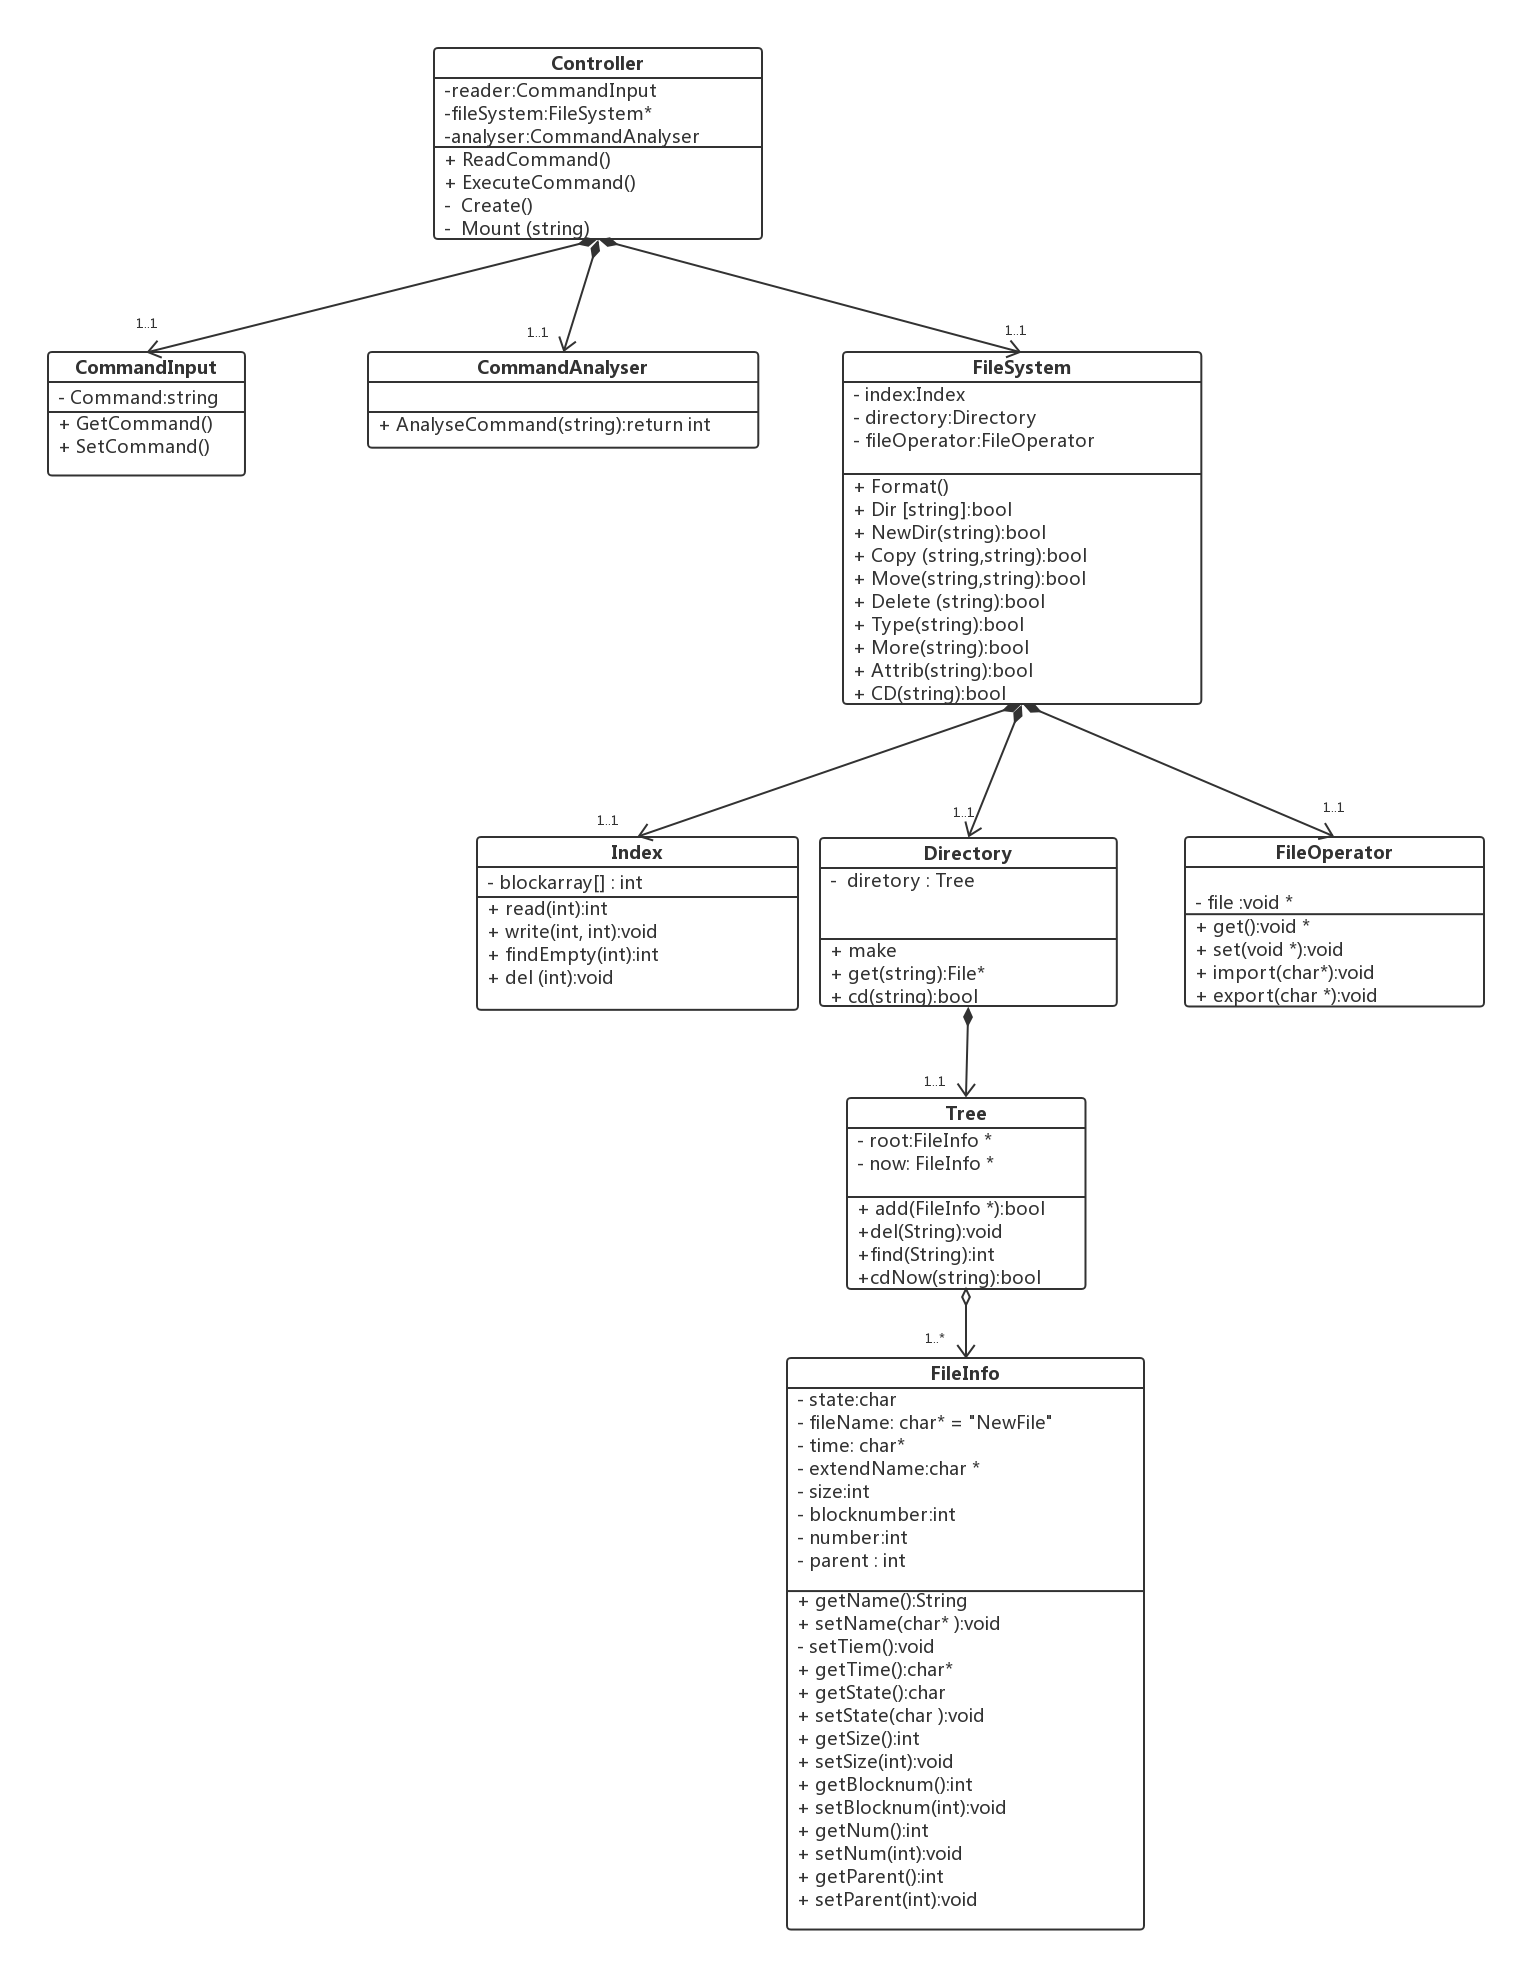 Controller
-reader:CommandInput
-fileSystem:FileSystem*
-analyser:CommandAnalyser
+ ReadCommand()
+ ExecuteCommand()
- Create()
- Mount (string)
1..1
1..1
1..1
CommandInput
- Command:string
+ GetCommand()
+ SetCommand()
CommandAnalyser
+ AnalyseCommand(string):return int
FileSystem
- index:Index
- directory:Directory
- fileOperator:FileOperator
+ Format()
+ Dir [string]:bool
+ NewDir(string):bool
+ Copy (string,string):bool
+ Move(string,string):bool
+ Delete (string):bool
+ Type(string):bool
+ More(string):bool
+ Attrib(string):bool
+ CD(string):bool
1..1
1..1
1..1
Index
- blockarray[] : int
+ read(int):int
+ write(int, int):void
+ findEmpty(int):int
+ del (int):void
Directory
- diretory : Tree
+ make
+ get(string):File*
+ cd(string):bool
FileOperator
- file :void *
+ get():void *
+ set(void *):void
+ import(char*):void
+ export(char *):void
1..1
Tree
- root:FileInfo *
- now: FileInfo *
+ add(FileInfo *):bool
+del(String):void
+find(String):int
+cdNow(string):bool
1..*
FileInfo
- state:char
- fileName: char* = "NewFile"
- time: char*
- extendName:char *
- size:int
- blocknumber:int
- number:int
- parent : int
+ getName():String
+ setName(char* ):void
- setTiem():void
+ getTime():char*
+ getState():char
+ setState(char ):void
+ getSize():int
+ setSize(int):void
+ getBlocknum():int
+ setBlocknum(int):void
+ getNum():int
+ setNum(int):void
+ getParent():int
+ setParent(int):void